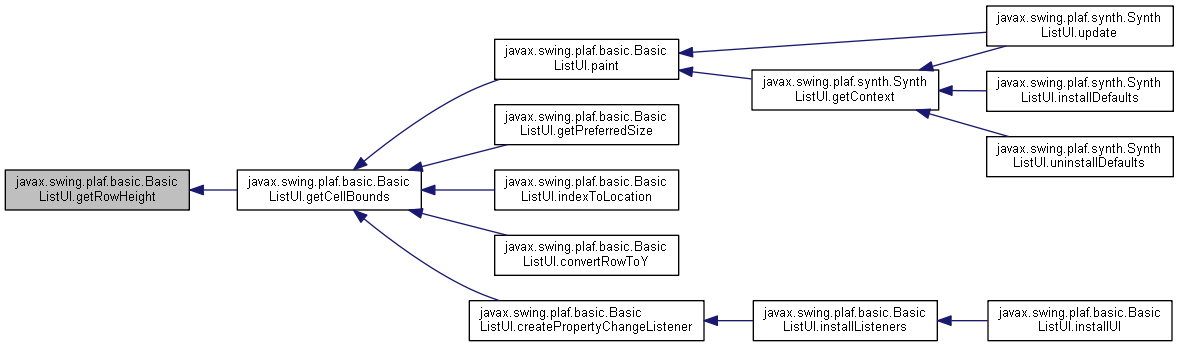 javax.swing.plaf.basic.Basic
ListUI.getRowHeight
javax.swing.plaf.basic.Basic
ListUI.getCellBounds
javax.swing.plaf.basic.Basic
ListUI.paint
javax.swing.plaf.basic.Basic
ListUI.getPreferredSize
javax.swing.plaf.basic.Basic
ListUI.indexToLocation
javax.swing.plaf.basic.Basic
ListUI.convertRowToY
javax.swing.plaf.basic.Basic
ListUI.createPropertyChangeListener
javax.swing.plaf.synth.Synth
ListUI.getContext
javax.swing.plaf.basic.Basic
ListUI.installListeners
javax.swing.plaf.synth.Synth
ListUI.update
javax.swing.plaf.synth.Synth
ListUI.installDefaults
javax.swing.plaf.synth.Synth
ListUI.uninstallDefaults
javax.swing.plaf.basic.Basic
ListUI.installUI